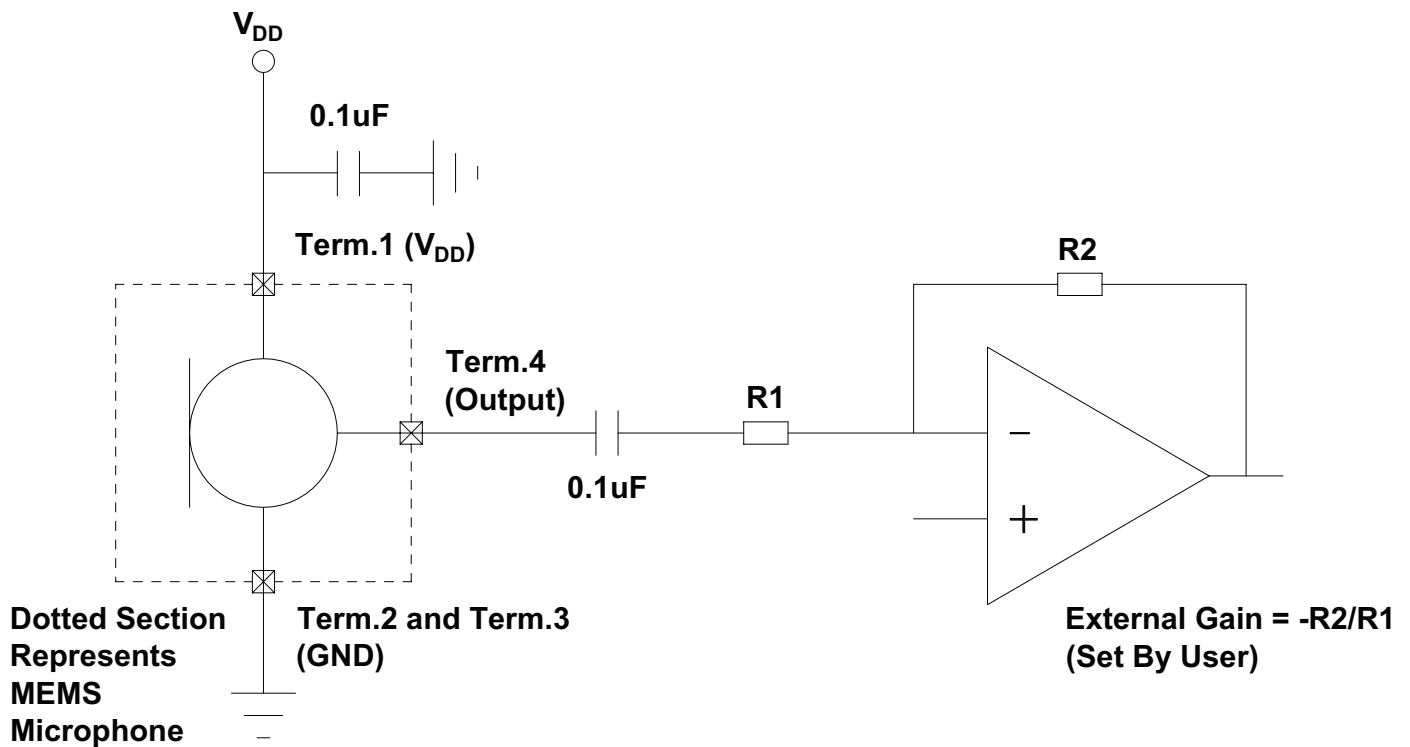 VDD
0.1uF
Term.1 (VDD)
R2
Term.4
(Output)
R1
0.1uF
−
+
Dotted Section
Represents
MEMS
Microphone
Term.2 and Term.3
(GND)
External Gain = -R2/R1
(Set By User)